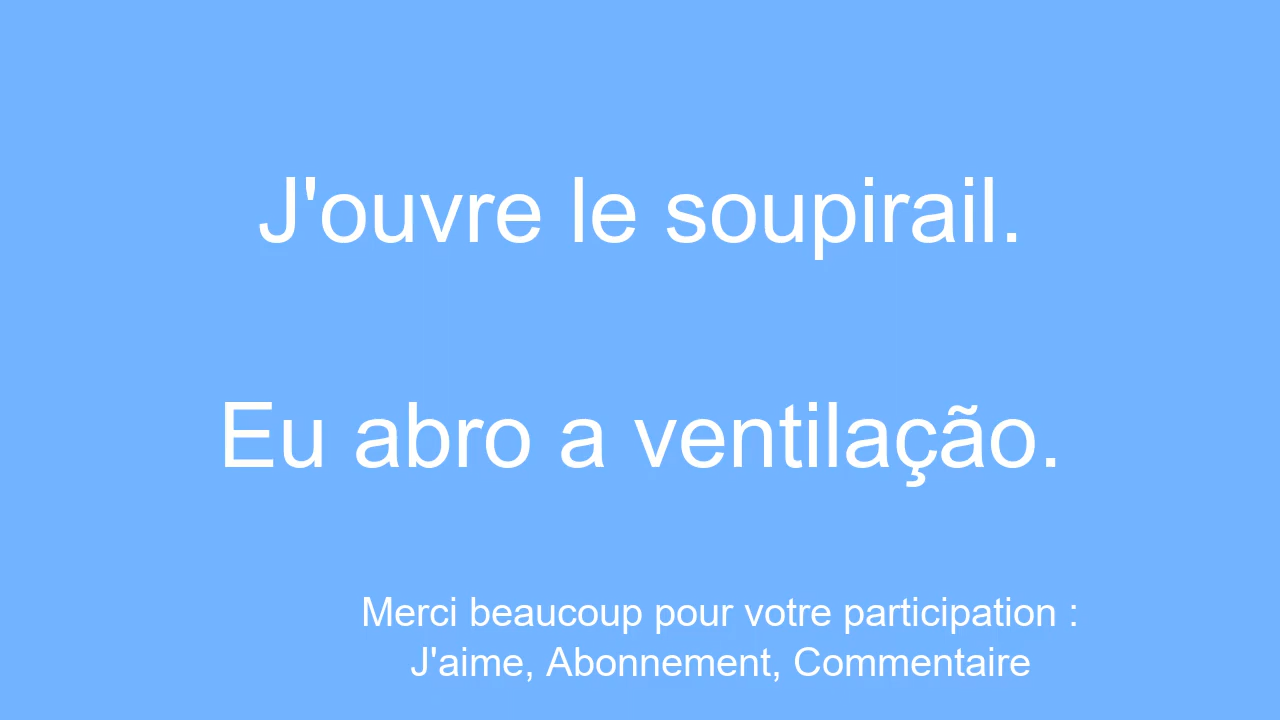 J'ouvre le soupirail.
Eu abro a ventilação.
Merci beaucoup pour votre participation :
J'aime, Abonnement, Commentaire